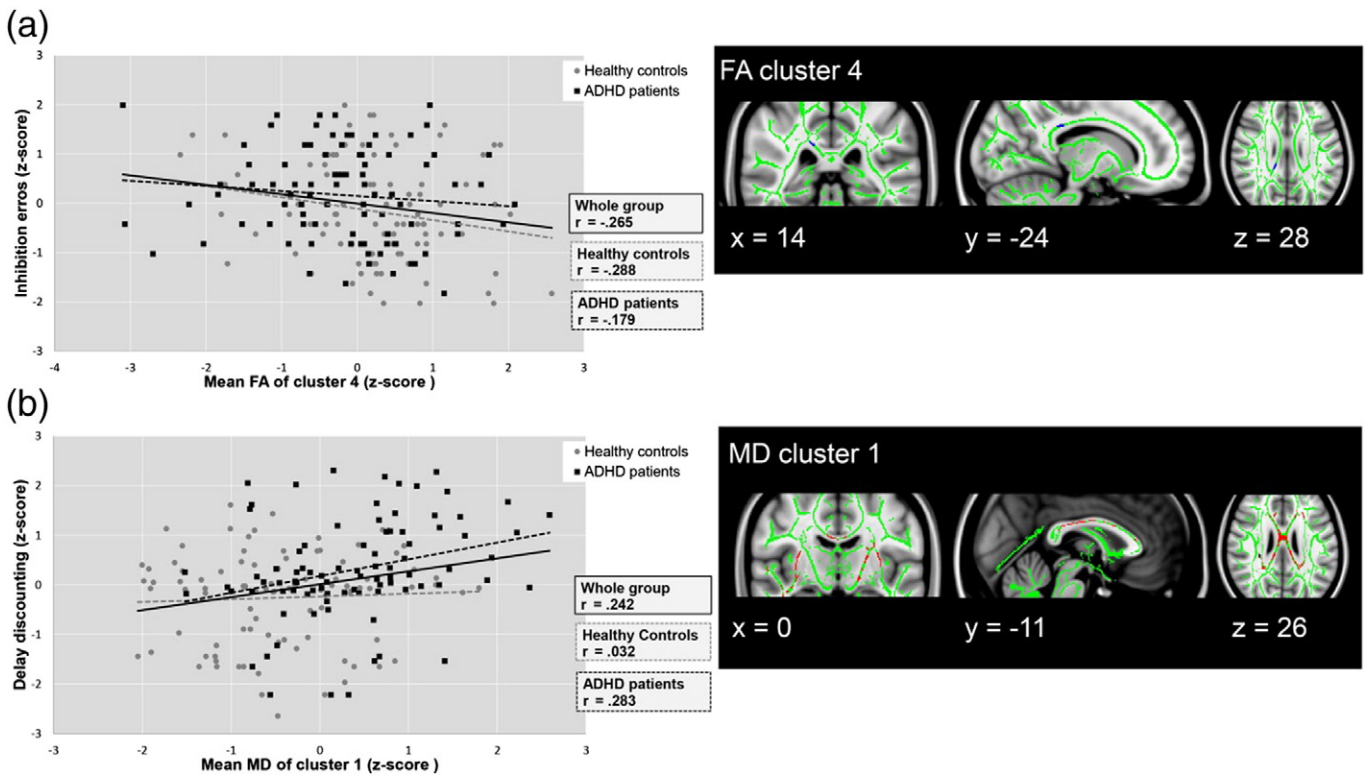 (a)
3
2
1
0
-1
-2
-3
Inhibition erros (z-score)
-4 -3 -2 -1 0 1 2 3
Mean FA of cluster 4 (z-score )
Healthy controls
ADHD patients
Whole group
r = -.265
Healthy controls
r = -.288
ADHD patients
r = -.179
FA cluster 4
x = 14 y = -24 z = 28
(b)
3
2
1
0
-1
-2
-3
Delay discounting (z-score)
-3 -2 -1 0 1 2 3
Mean MD of cluster 1 (z-score )
Healthy controls
ADHD patients
Whole group
r = .242
Healthy Controls
r = .032
ADHD patients
r = .283
MD cluster 1
x = 0 y = -11 z = 26